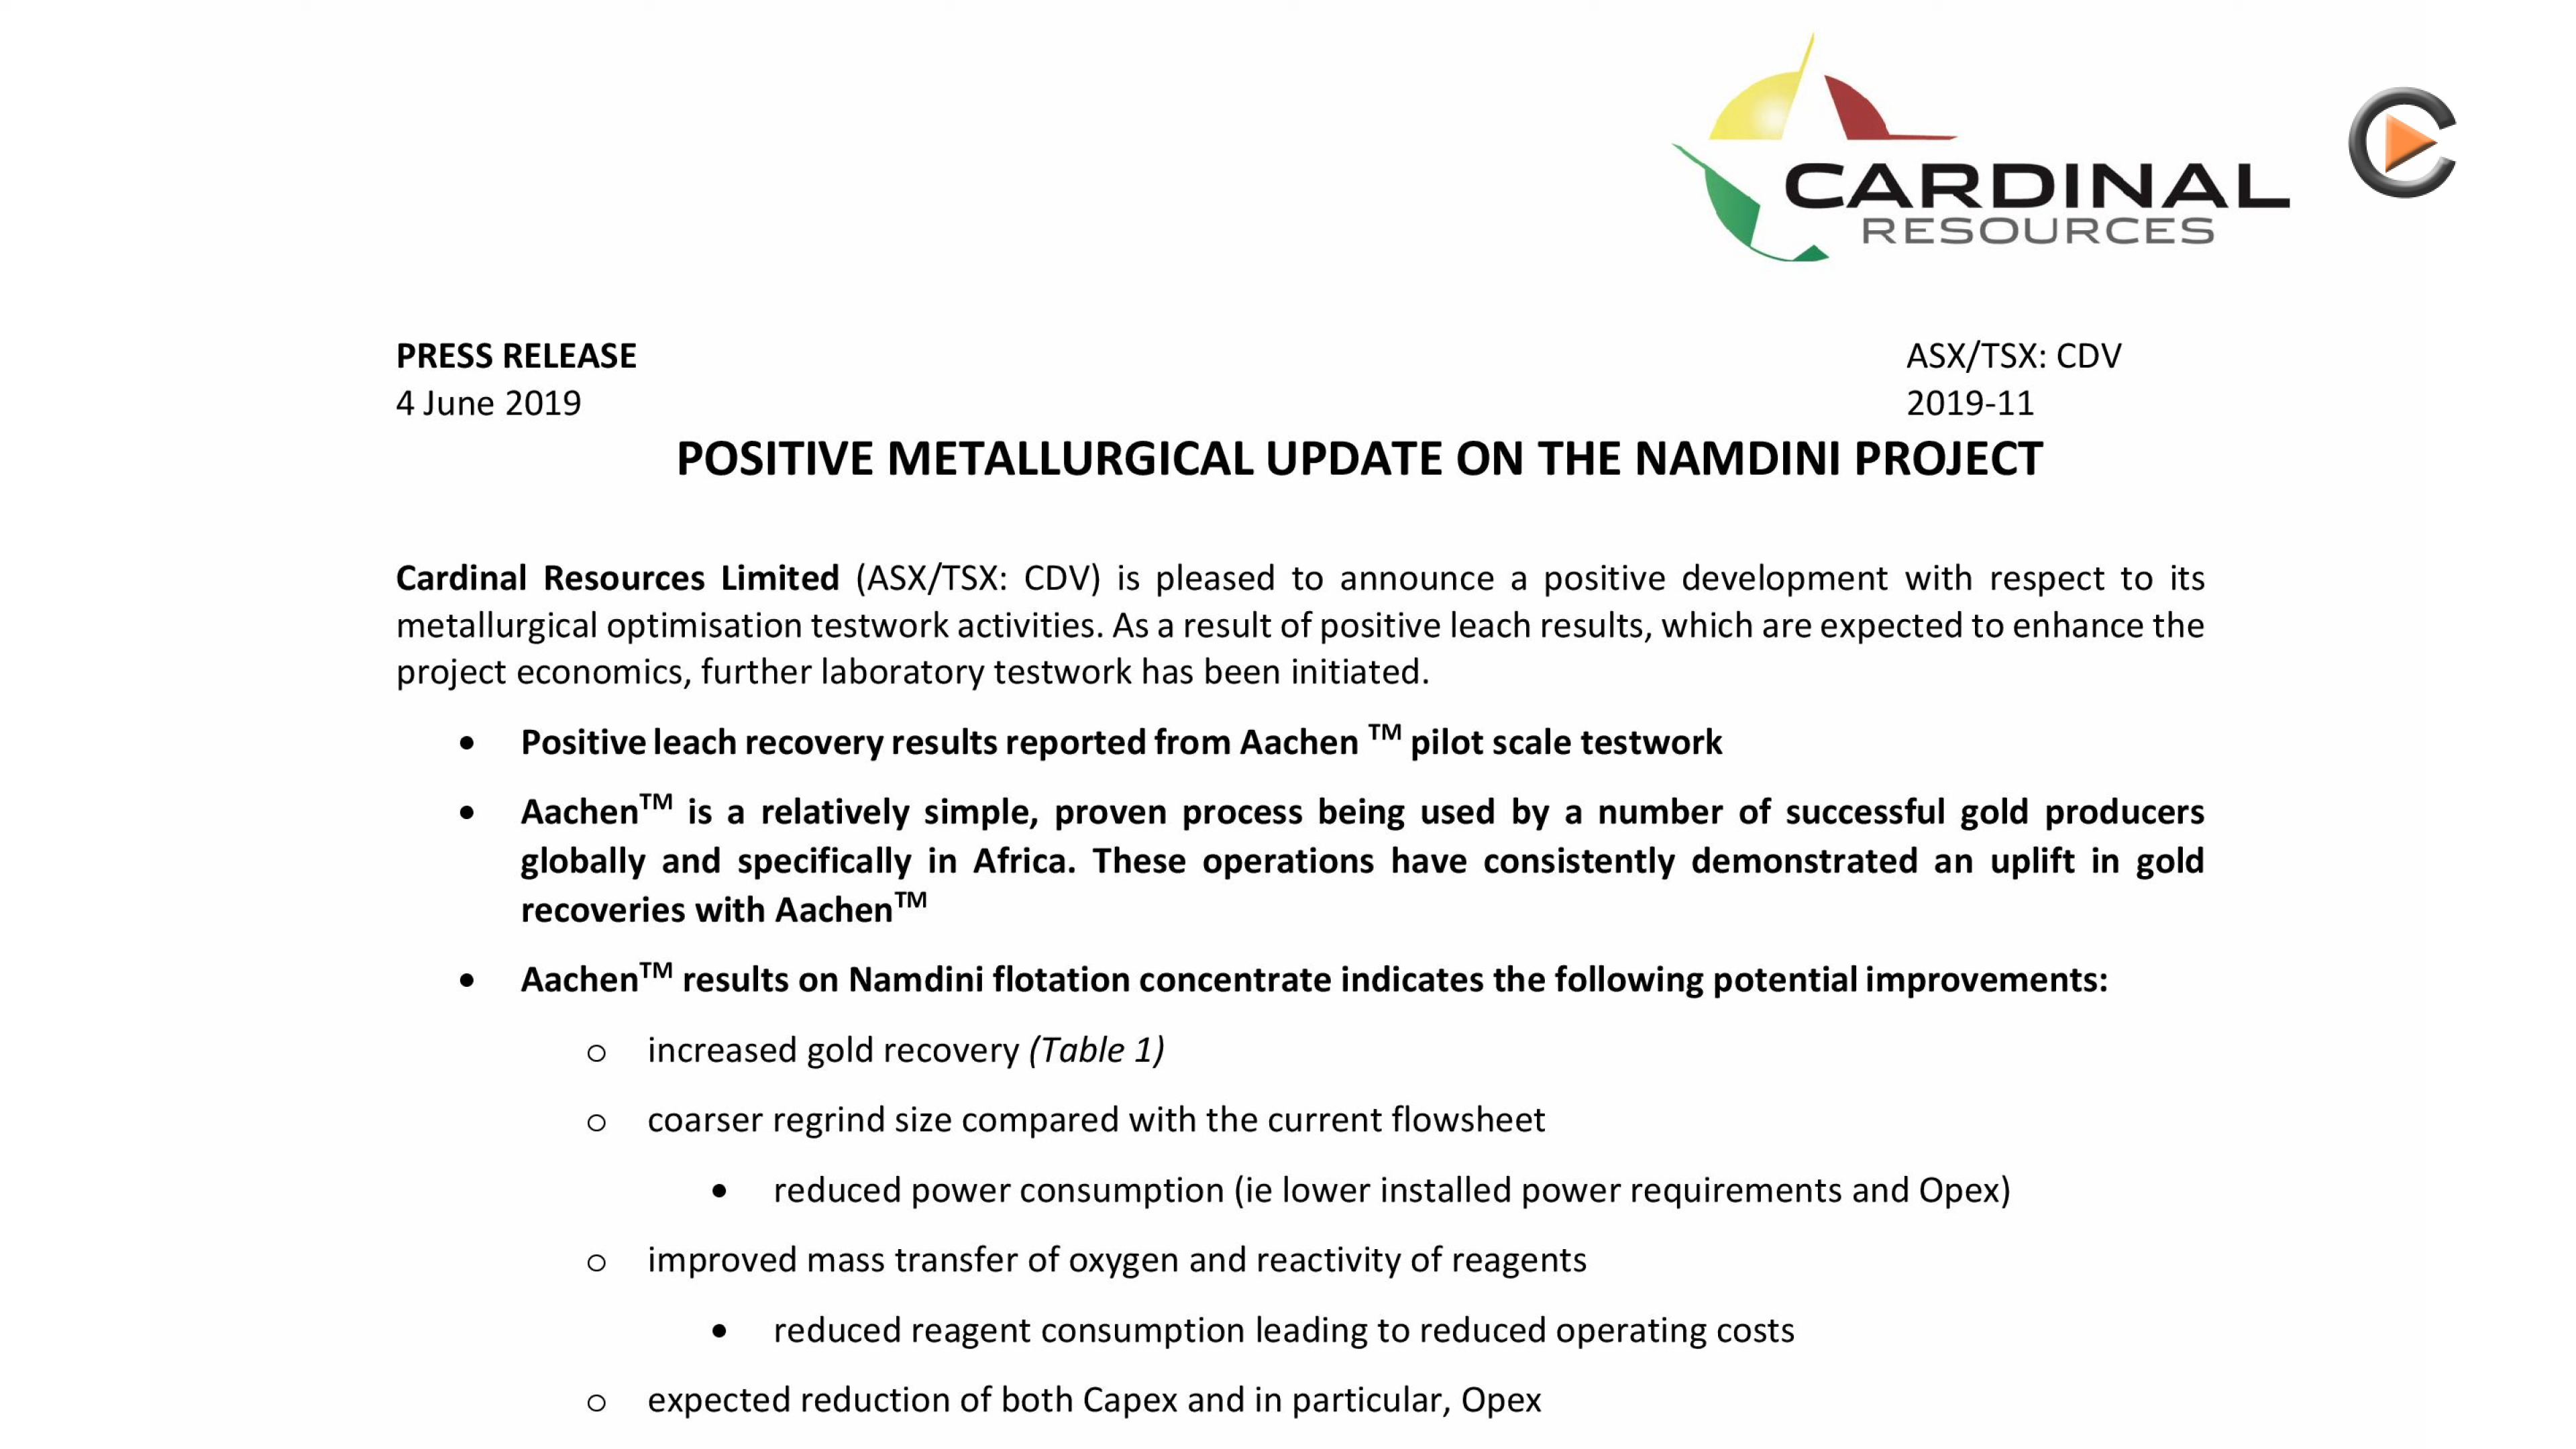 CARDINAL
RESOURCES
PRESS RELEASE
ASX/TSX: CDV
4 June 2019
2019-11
POSITIVE METALLURGICAL UPDATE ON THE NAMDINI PROJECT
Cardinal Resources Limited (ASX/TSX: CDV) is pleased to announce a positive development with respect to its
metallurgical optimisation testwork activities. As a result of positive leach results, which are expected to enhance the
project economics, further laboratory testwork has been initiated.
• Positive leach recovery results reported from Aachen ™ pilot scale testwork
• Aachen™ is a relatively simple, proven process being used by a number of successful gold producers
globally and specifically in Africa. These operations have consistently demonstrated an uplift in gold
recoveries with Aachen™
• Aachen™ results on Namdini flotation concentrate indicates the following potential improvements:
o increased gold recovery (Table 1)
o coarser regrind size compared with the current flowsheet
• reduced power consumption (ie lower installed power requirements and Opex)
o improved mass transfer of oxygen and reactivity of reagents
• reduced reagent consumption leading to reduced operating costs
o expected reduction of both Capex and in particular, Opex